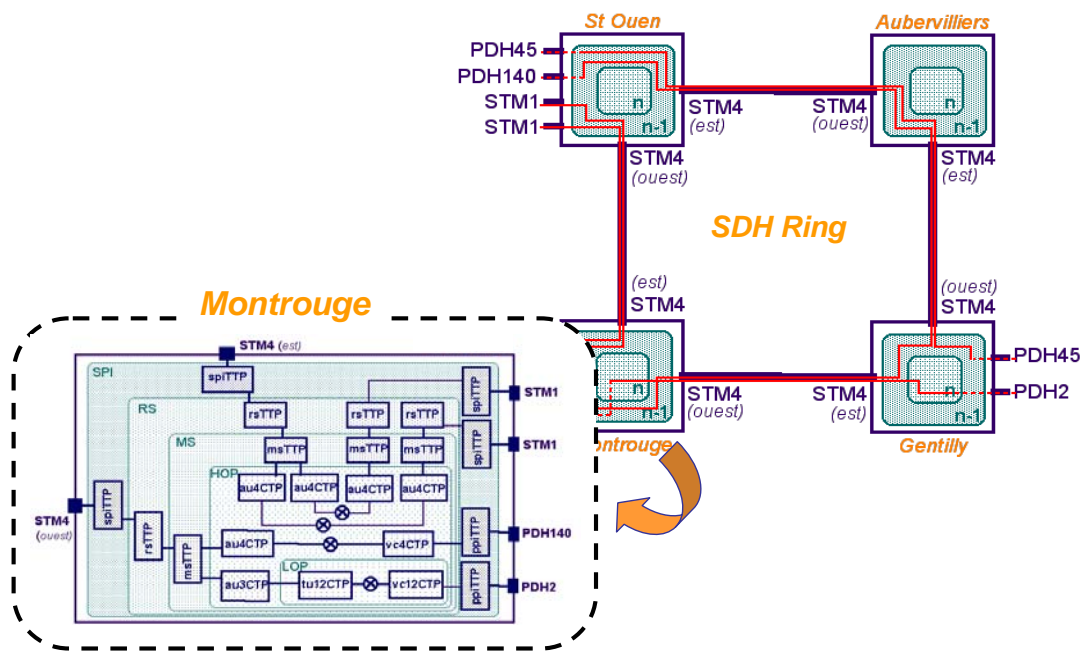 St Ouen
Aubervilliers
PDH45
PDH140
STM1
STM1
n
n-1
STM4
(est)
STM4
(ouest)
n
n-1
STM4
(ouest)
STM4
(est)
SDH Ring
(est)
STM4
(ouest)
STM4
n
n-1
STM4
(ouest)
STM4
(est)
n
n-1
PDH45
PDH2
ontrouge
Gentilly
Montrouge
STM4 (est)
SPI
spiTTP
spiTTP
STM1
RS
rsTTP
rsTTP
rsTTP
spiTTP
STM1
MS
msTTP
msTTP
msTTP
HOP
au4CTP
au4CTP
au4CTP
au4CTP
spiTTP
STM4
(ouest)
rsTTP
msTTP
au4CTP
vc4CTP
ppiTTP
PDH140
LOP
au3CTP
tu12CTP
vc12CTP
ppiTTP
PDH2